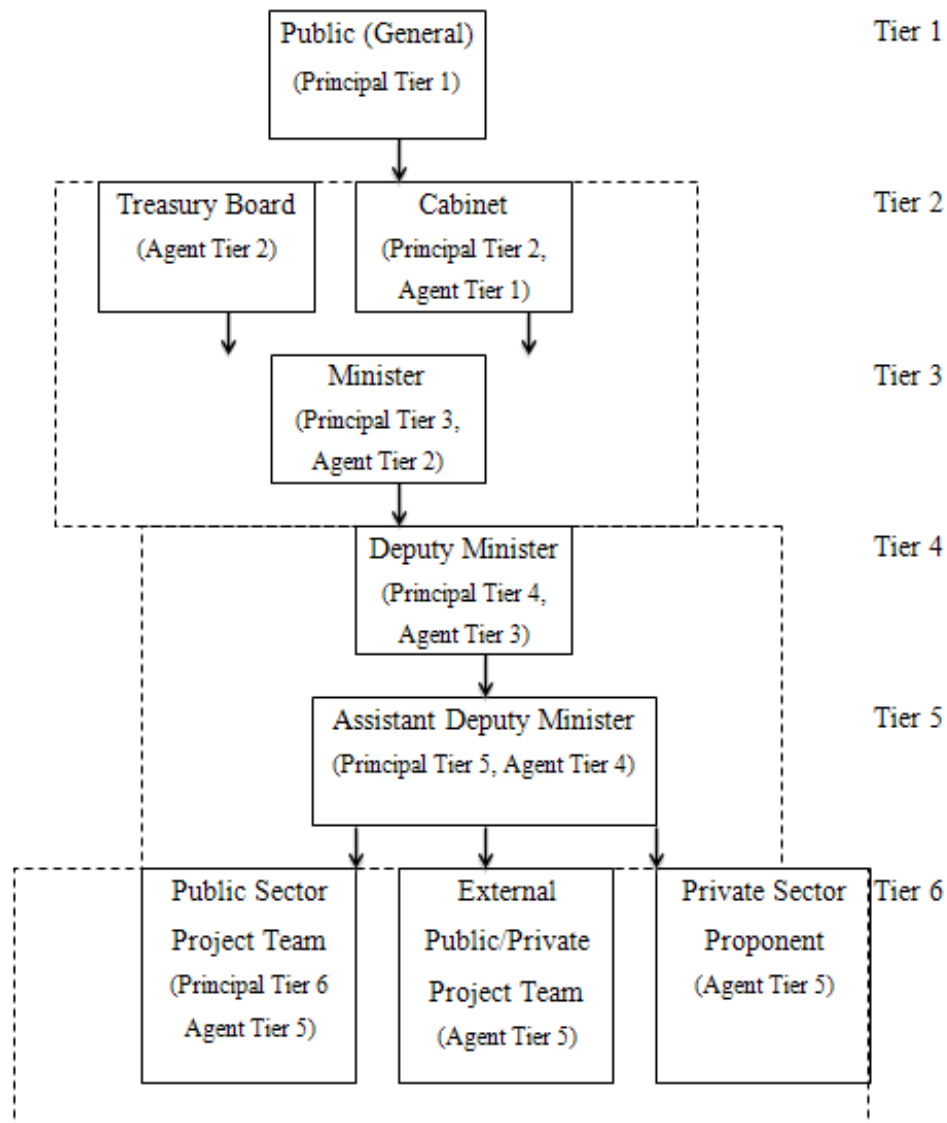 Public (General)
(Principal Tier 1)
Tier 1
Treasury Board
(Agent Tier 2)
Cabinet
(Principal Tier 2,
Agent Tier 1)
Tier 2
Minister
(Principal Tier 3,
Agent Tier 2)
Tier 3
Deputy Minister
(Principal Tier 4,
Agent Tier 3)
Tier 4
Assistant Deputy Minister
(Principal Tier 5, Agent Tier 4)
Tier 5
Public Sector
Project Team
(Principal Tier 6
Agent Tier 5)
External
Public/Private
Project Team
(Agent Tier 5)
Private Sector
Proponent
(Agent Tier 5)
Tier 6